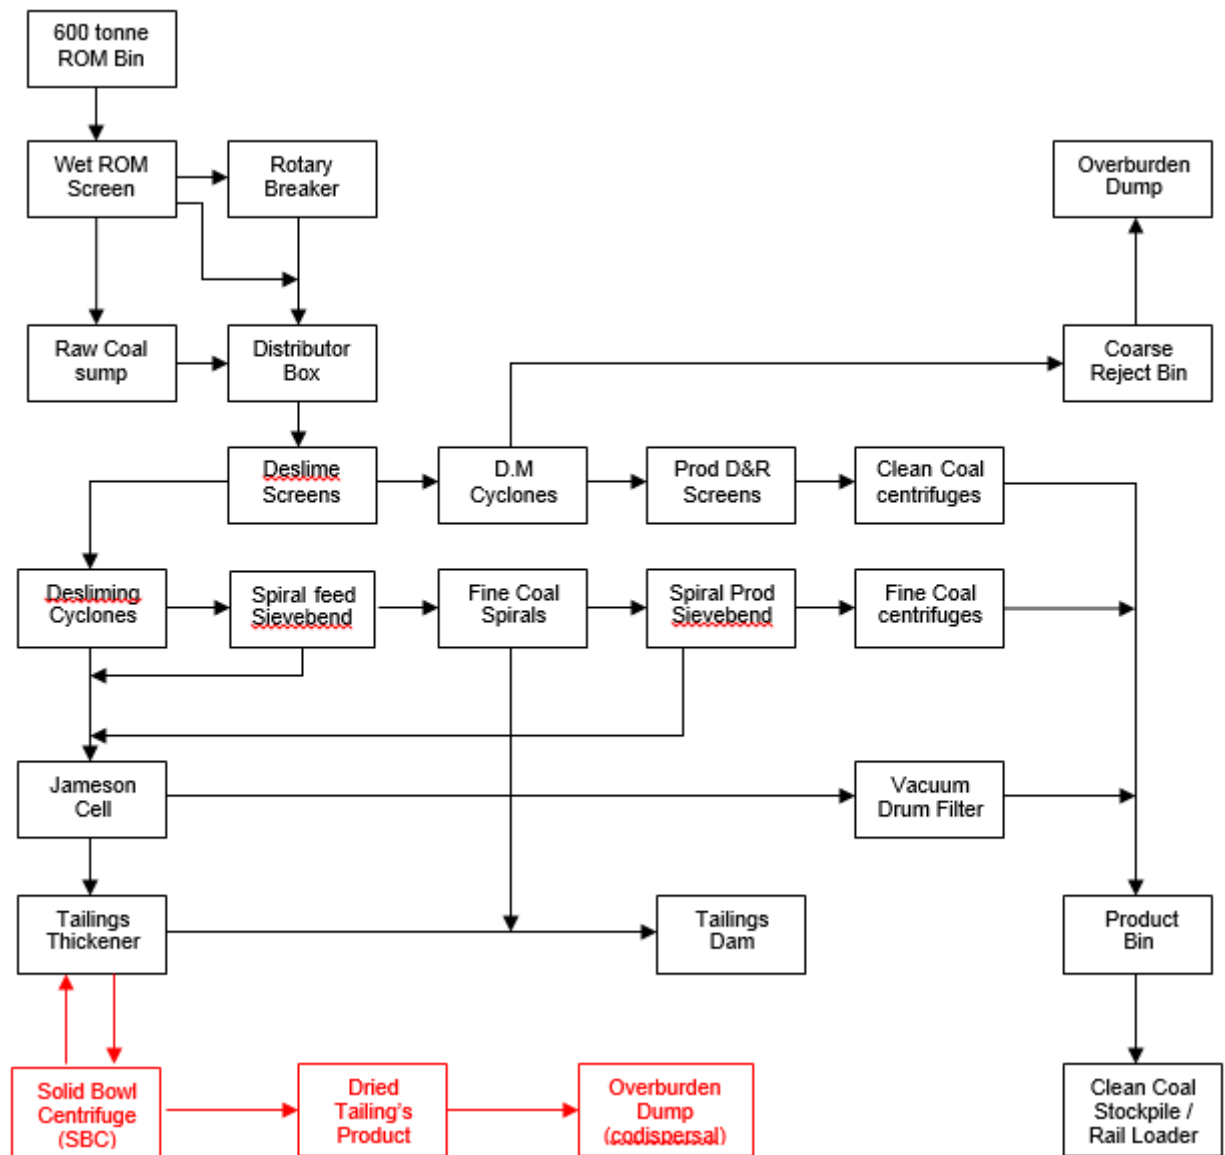 600 tonne
ROM Bin
Wet ROM
Screen
Rotary
Breaker
Overburden
Dump
Raw Coal
sump
Distributor
Box
Coarse
Reject Bin
Deslime
Screens
D.M
Cyclones
Prod D&R
Screens
Clean Coal
centrifuges
Desliming
Cyclones
Spiral feed
Sievebend
Fine Coal
Spirals
Spiral Prod
Sievebend
Fine Coal
centrifuges
Jameson
Cell
Vacuum
Drum Filter
Tailings
Thickener
Tailings
Dam
Product
Bin
Solid Bowl
Centrifuge
(SBC)
Dried
Tailing's
Product
Overburden
Dump
(codispersal)
Clean Coal
Stockpile /
Rail Loader